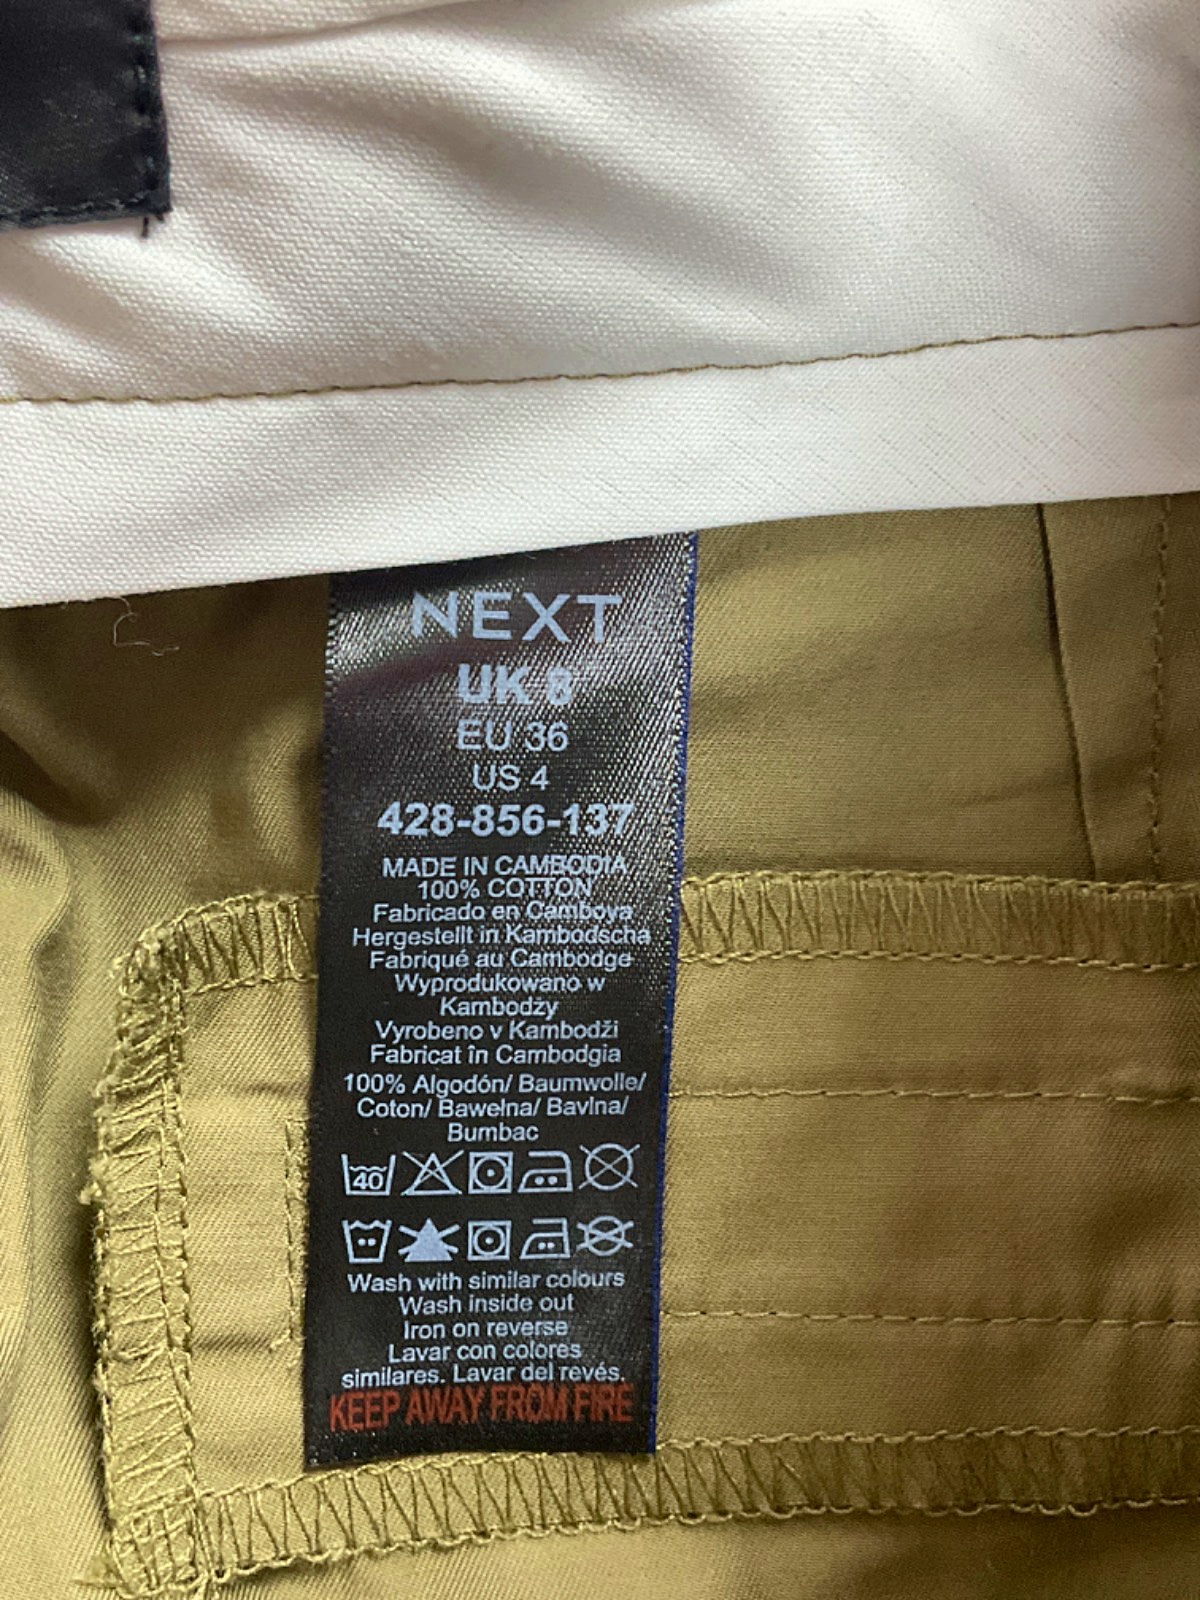 NEXT
UK 8
EU 36
US 4
428-856-137
MADE IN CAMBODIA
100% COTTON
Fabricado en Camboya
Hergestellt in Kambodscha
Fabriqué au Cambodge
Wyprodukowano w
Kambodży
Vyrobeno v Kambodži
Fabricat în Cambodgia
100% Algodón/ Baumwolle/
Coton/ Bawełna/ Bavlna/
Bumbac
40
Wash with similar colours
Wash inside out
Iron on reverse
Lavar con colores
similares. Lavar del revés.
KEEP AWAY FROM FIRE